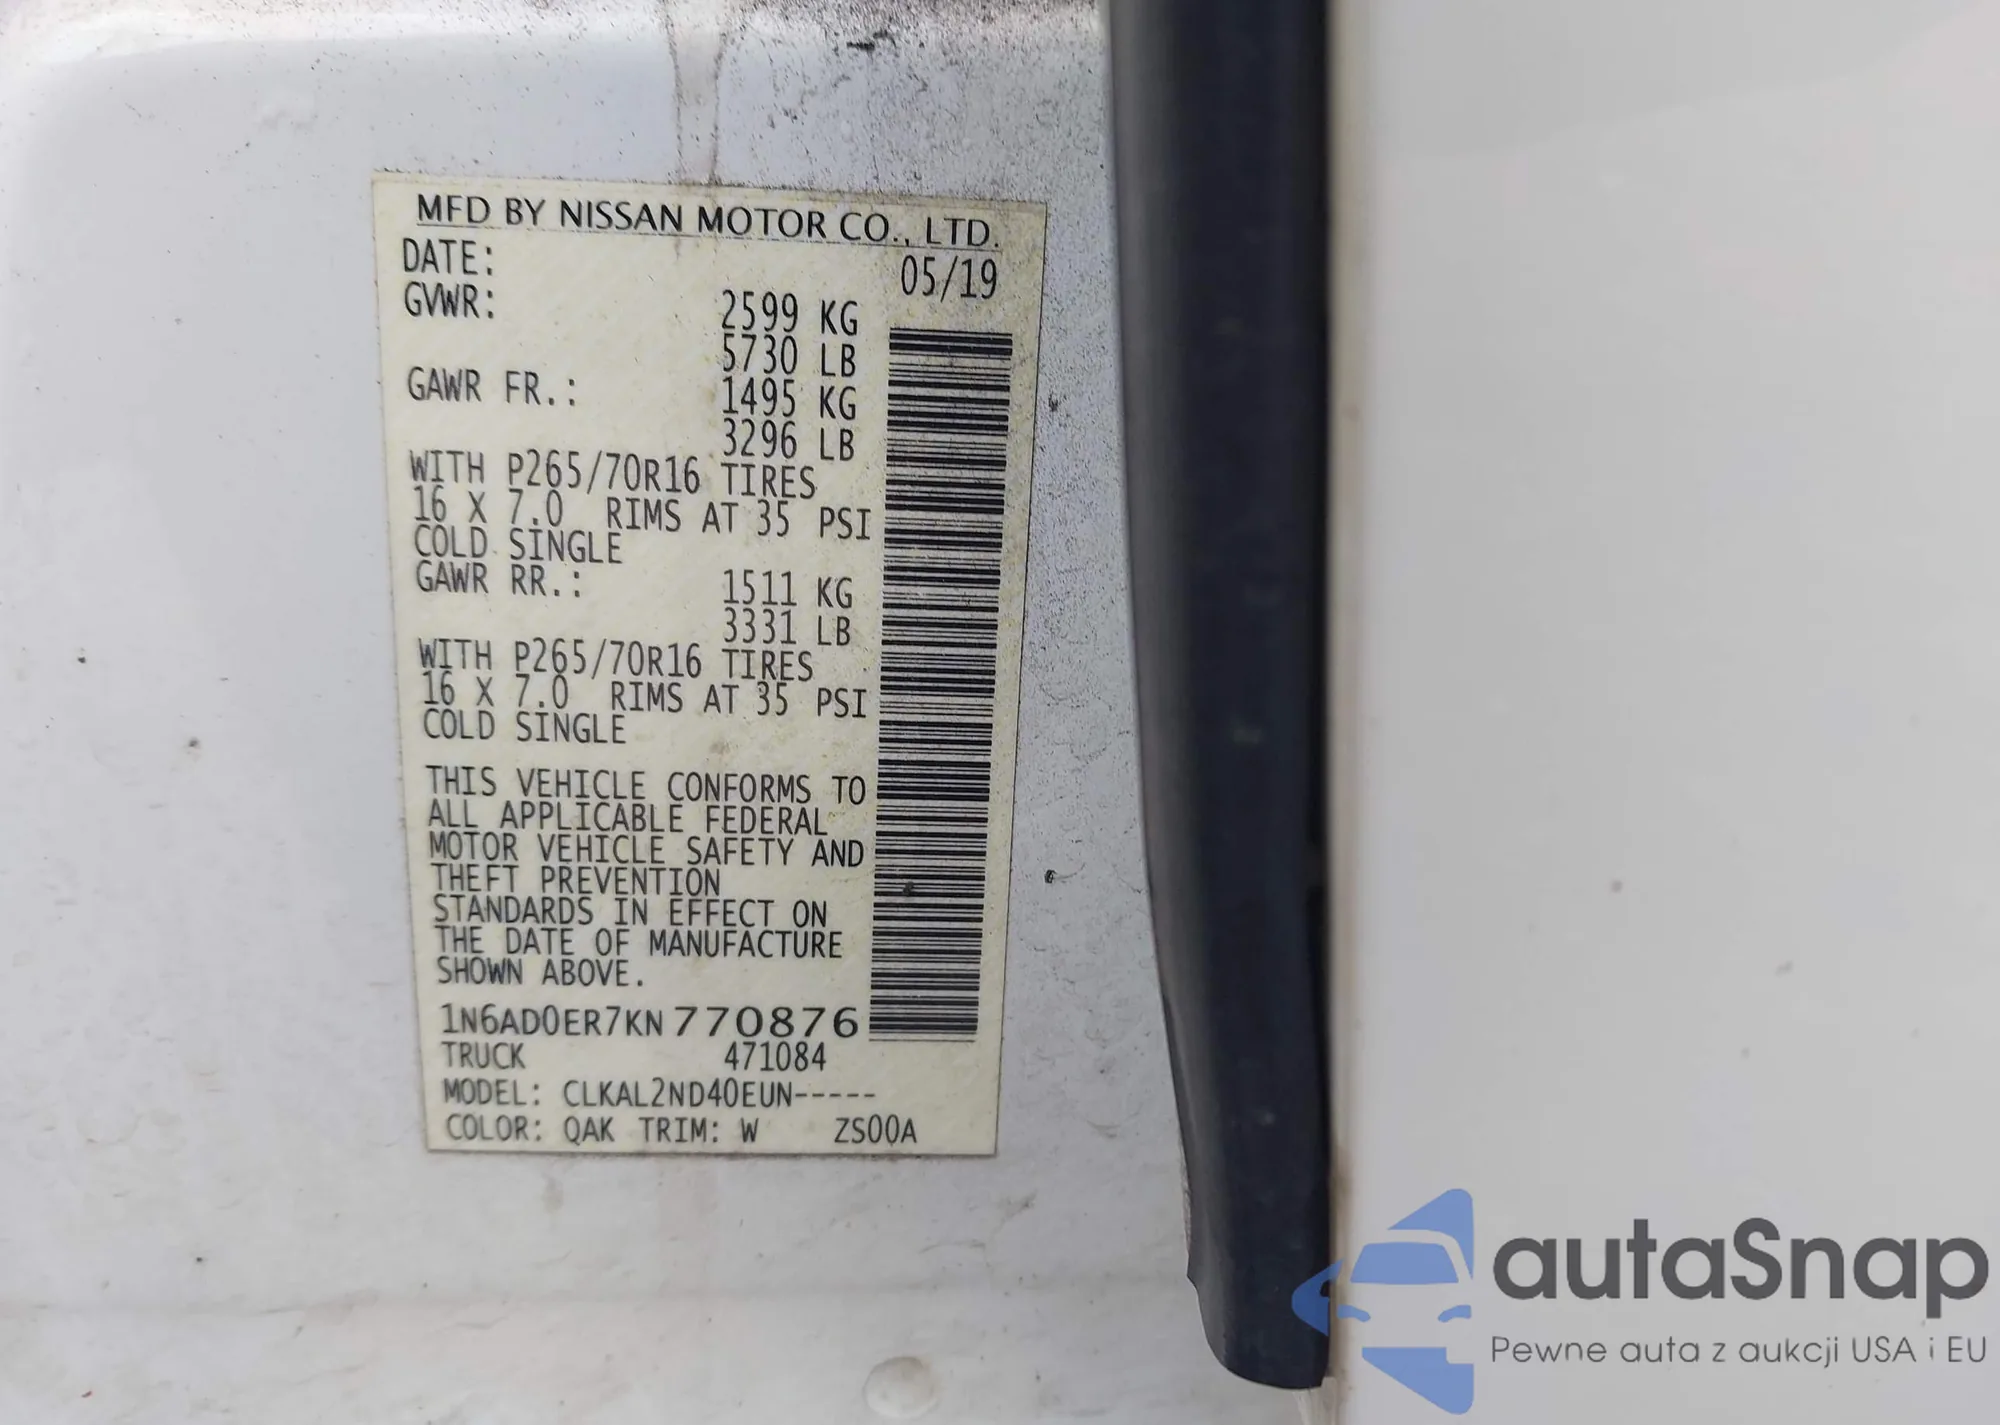 MFD BY NISSAN MOTOR CO., LTD.
DATE: 05/19
GVWR: 2599 KG
5730 LB
GAWR FR.: 1495 KG
3296 LB
WITH P265/70R16 TIRES
16 X 7.0 RIMS AT 35 PSI
COLD SINGLE
GAWR RR.: 1511 KG
3331 LB
WITH P265/70R16 TIRES
16 X 7.0 RIMS AT 35 PSI
COLD SINGLE
THIS VEHICLE CONFORMS TO
ALL APPLICABLE FEDERAL
MOTOR VEHICLE SAFETY AND
THEFT PREVENTION
STANDARDS IN EFFECT ON
THE DATE OF MANUFACTURE
SHOWN ABOVE.
1N6AD0ER7KN770876
TRUCK 471084
MODEL: CLKAL2ND40EUN-----
COLOR: QAK TRIM: W ZS00A
autaSnap
Pewne auta z aukcji USA i EU